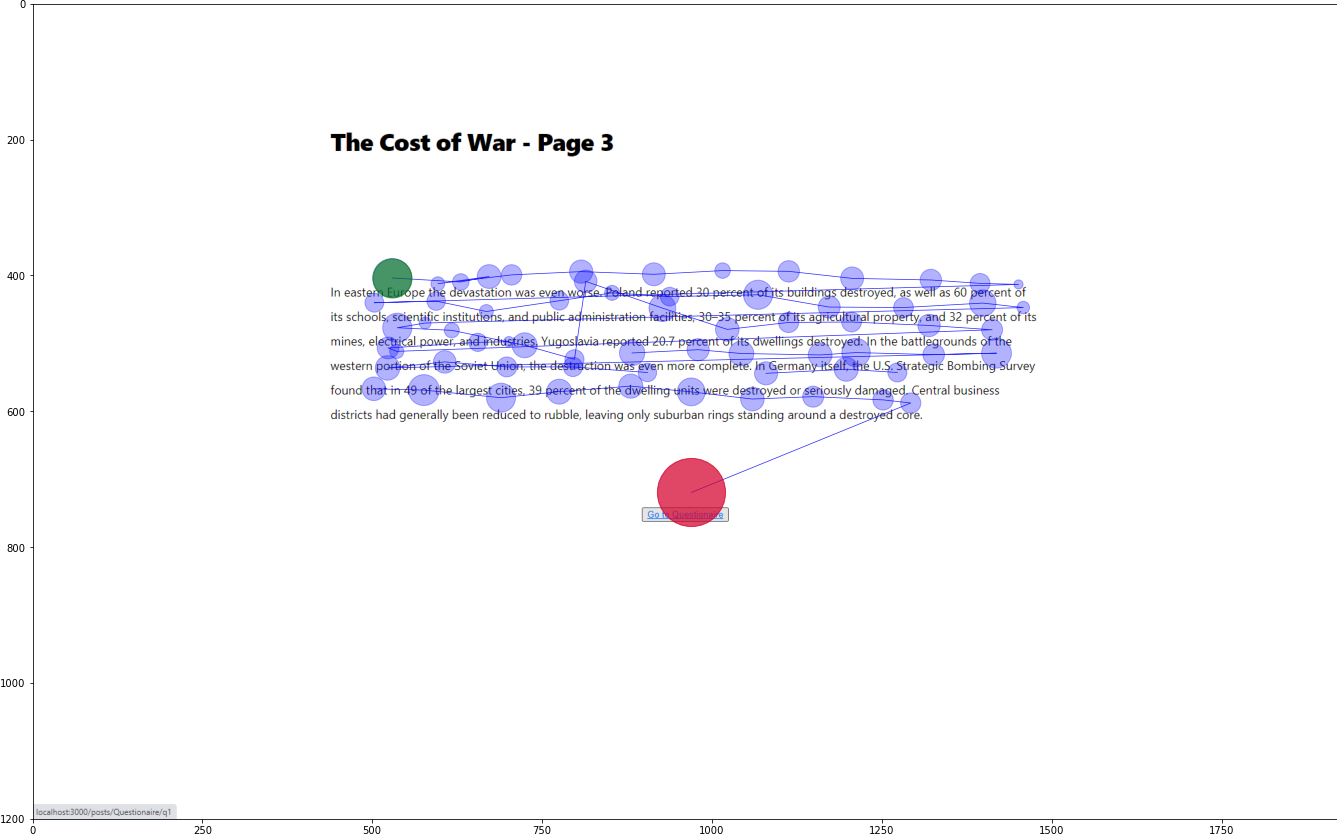 0
200
The Cost of War - Page 3
400
In eastern Europe the devastation was even worse. Poland reported 30 percent of its buildings destroyed, as well as 60 percent of
its schools, scientific institutions, and public administration facilities, 30–35 percent of its agricultural property, and 32 percent of its
mines, electrical power, and industries. Yugoslavia reported 20.7 percent of its dwellings destroyed. In the battlegrounds of the
western portion of the Soviet Union, the destruction was even more complete. In Germany itself, the U.S. Strategic Bombing Survey
found that in 49 of the largest cities, 39 percent of the dwelling units were destroyed or seriously damaged. Central business
600
districts had generally been reduced to rubble, leaving only suburban rings standing around a destroyed core.
Go to Questionaire
800
1000
localhost:3000/posts/Questionaire/q1
1200
0 250 500 750 1000 1250 1500 1750